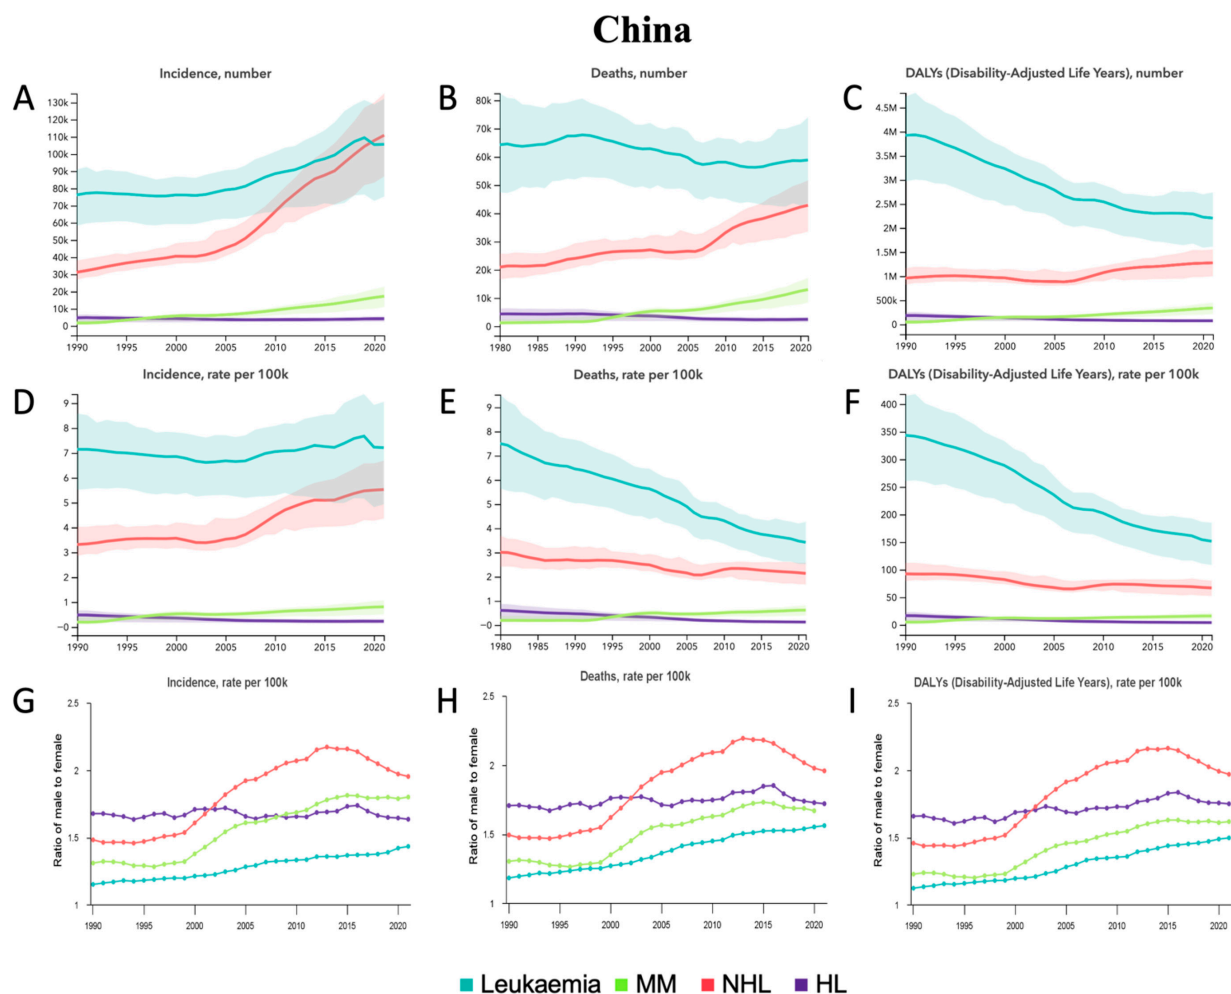 China
Incidence, number
Deaths, number
DALYs (Disability-Adjusted Life Years), number
A
B
C
130k
120k
110k
100k
90k
80k
70k
60k
50k
40k
30k
20k
10k
0
1990 1995 2000 2005 2010 2015 2020
80k
70k
60k
50k
40k
30k
20k
10k
0
1980 1985 1990 1995 2000 2005 2010 2015 2020
4.5M
4M
3.5M
3M
2.5M
2M
1.5M
1M
500k
0
1990 1995 2000 2005 2010 2015 2020
Incidence, rate per 100k
Deaths, rate per 100k
DALYs (Disability-Adjusted Life Years), rate per 100k
D
E
F
9
8
7
6
5
4
3
2
1
−0
1990 1995 2000 2005 2010 2015 2020
9
8
7
6
5
4
3
2
1
−0
1980 1985 1990 1995 2000 2005 2010 2015 2020
400
350
300
250
200
150
100
50
0
1990 1995 2000 2005 2010 2015 2020
Incidence, rate per 100k
Deaths, rate per 100k
DALYs (Disability-Adjusted Life Years), rate per 100k
G
H
I
Ratio of male to female
2.5
2
1.5
1
1990 1995 2000 2005 2010 2015 2020
Ratio of male to female
2.5
2
1.5
1
1990 1995 2000 2005 2010 2015 2020
Ratio of male to female
2.5
2
1.5
1
1990 1995 2000 2005 2010 2015 2020
Leukaemia MM NHL HL